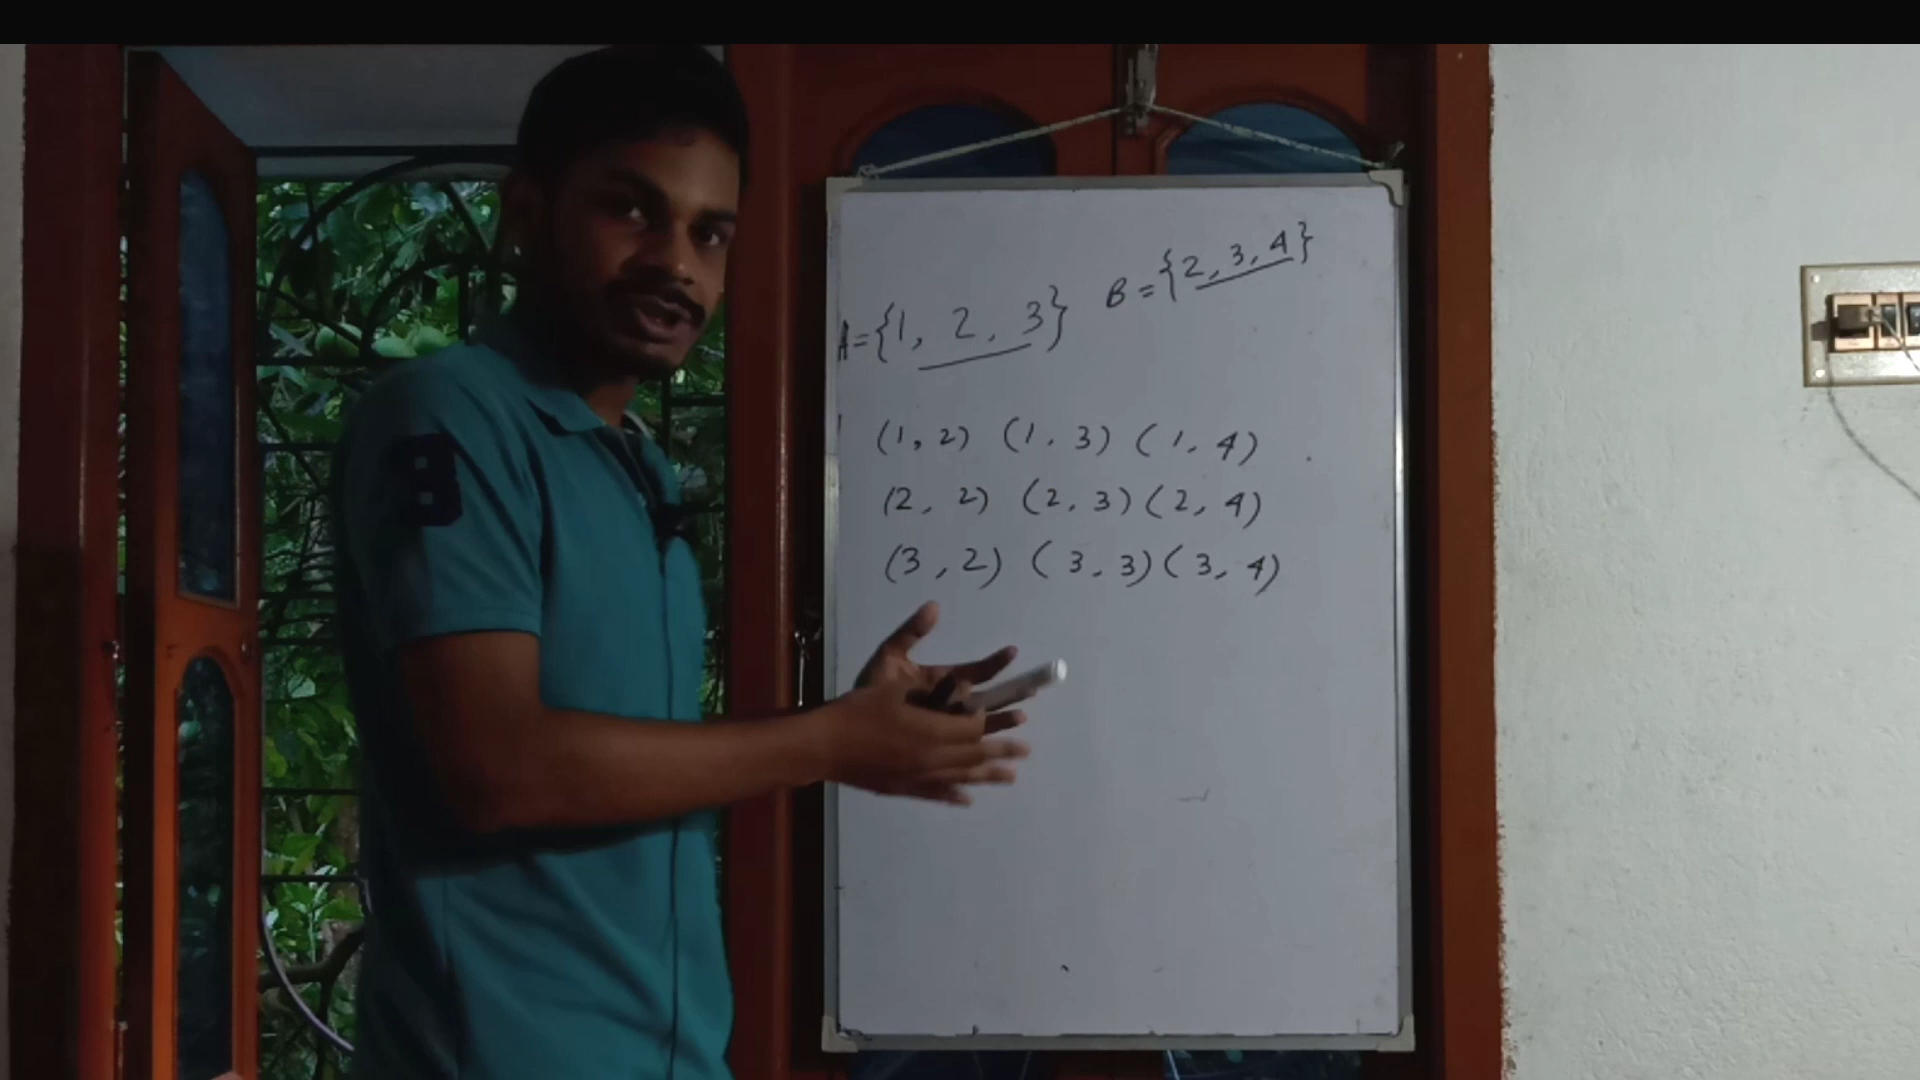 A={1, 2, 3} B={2, 3, 4}
(1, 2) (1, 3) (1, 4)
(2, 2) (2, 3) (2, 4)
(3, 2) (3, 3) (3, 4)